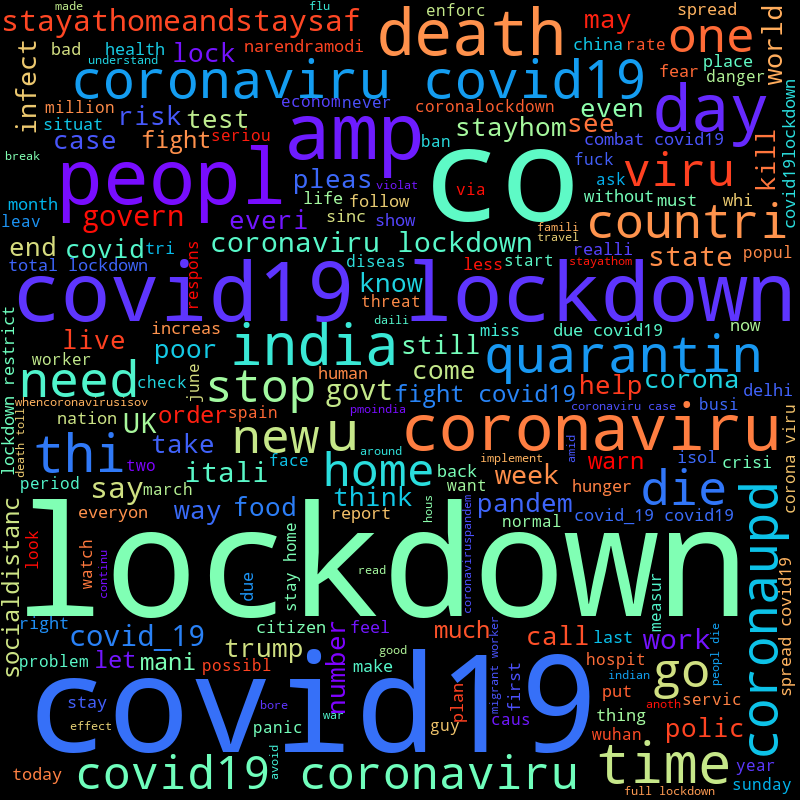 made
flu
enforc
spread
stayathomeandstaysaf
death
may
one
world
bad
health
lock
narendramodi
china
rate
place
understand
infect
coronaviru covid19
fear
danger
day
million
risk
test
econom
never
coronalockdown
even
situat
case
fight
seriou
amp
stayhom
see
combat covid19
covid19lockdown
break
peopl
co
ban
fuck
viru
kill
pleas
violat
via
ask
month
life
follow
without
must
whi
leav
govern
everi
sinc
show
famili
travel
countri
end
covid
tri
coronaviru lockdown
realli
state
popul
total lockdown
respons
diseas
know
less
start
stayathom
threat
covid19 lockdown
daili
lockdown restrict
increas
live
poor
india
still
miss
due covid19
now
worker
come
quarantin
need
check
june
human
stop
govt
fight covid19
help
corona
delhi
whencoronavirusisov
nation
UK
order
spain
pmoindia
coronaviru case
busi
death toll
thi
two
take
new
u
around
coronaviru
corona viru
period
itali
face
home
back
want
implement
week
amid
warn
isol
crisi
say
march
think
hunger
die
socialdistanc
everyon
way
food
report
hous
pandem
normal
covid_19 covid19
coronaupd
look
watch
continu
due
stay home
read
coronaviruspandem
measur
lockdown
right
covid_19
citizen
number
feel
much
migrant worker
call
last
work
peopl die
spread covid19
problem
let
mani
possibl
trump
make
good
first
hospit
indian
go
stay
bore
war
plan
caus
put
servic
anoth
effect
panic
guy
thing
wuhan
polic
covid19
today
avoid
covid19 coronaviru
time
year
sunday
full lockdown